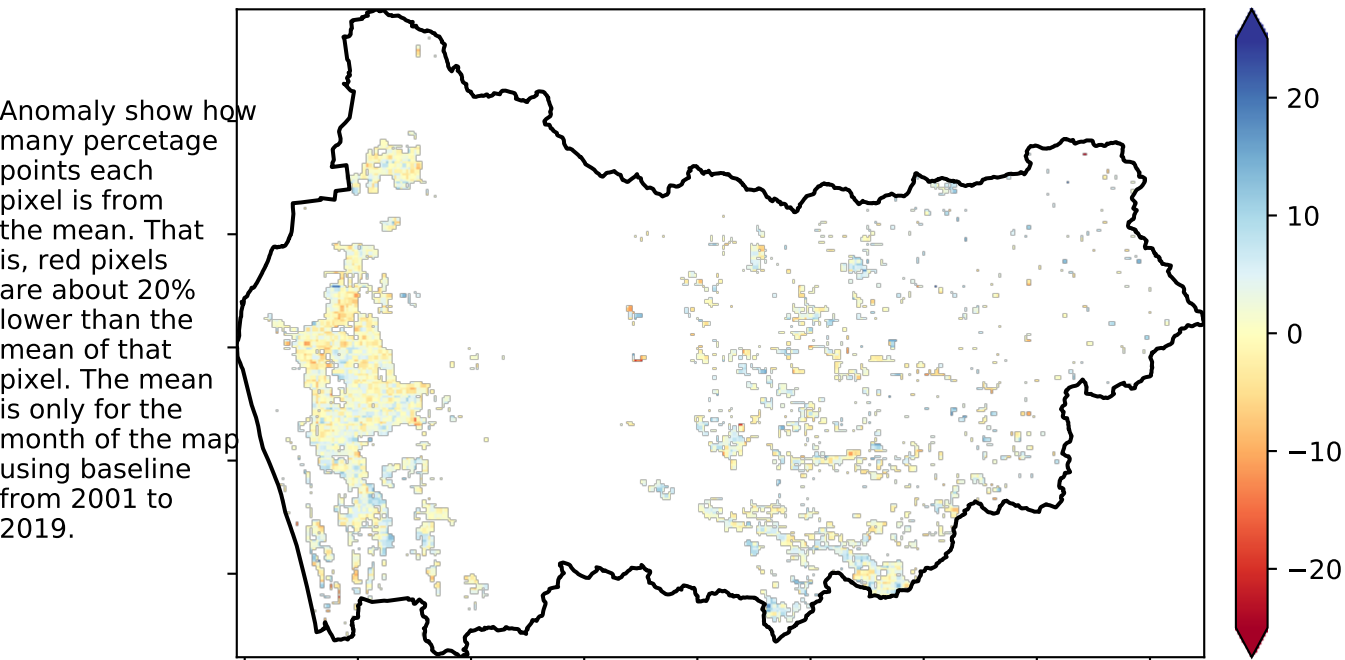 Anomaly show how
many percetage
points each
pixel is from
the mean. That
is, red pixels
are about 20%
lower than the
mean of that
pixel. The mean
is only for the
month of the map
using baseline
from 2001 to
2019.
20
10
0
−10
−20